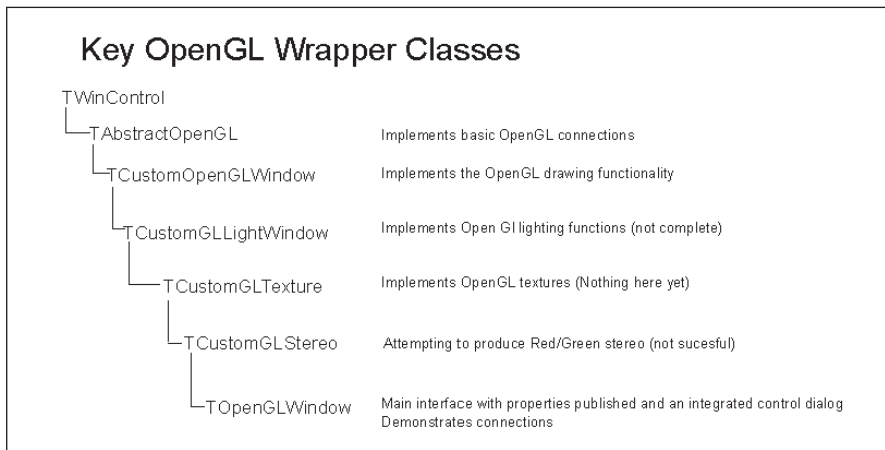 Key OpenGL Wrapper Classes
TWinControl
TAbstractOpenGL Implements basic OpenGL connections
TCustomOpenGLWindow Implements the OpenGL drawing functionality
TCustomGLLightWindow Implements Open Gl lighting functions (not complete)
TCustomGLTexture Implements OpenGL textures (Nothing here yet)
TCustomGLStereo Attempting to produce Red/Green stereo (not sucesful)
TOpenGLWindow Main interface with properties published and an integrated control dialog
Demonstrates connections